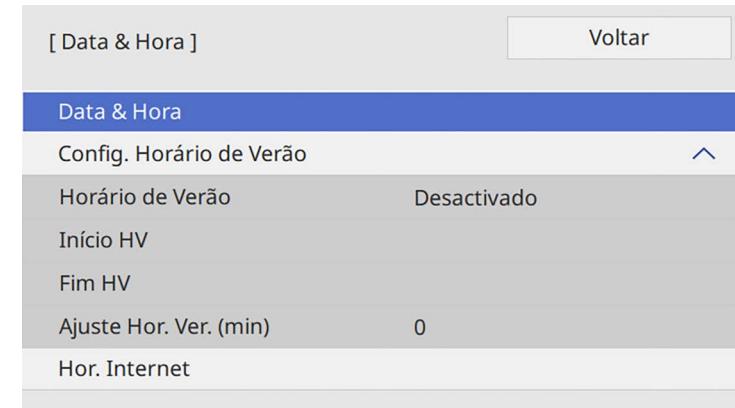 [ Data & Hora ] Voltar
Data & Hora
Config. Horário de Verão
Horário de Verão Desactivado
Início HV
Fim HV
Ajuste Hor. Ver. (min) 0
Hor. Internet